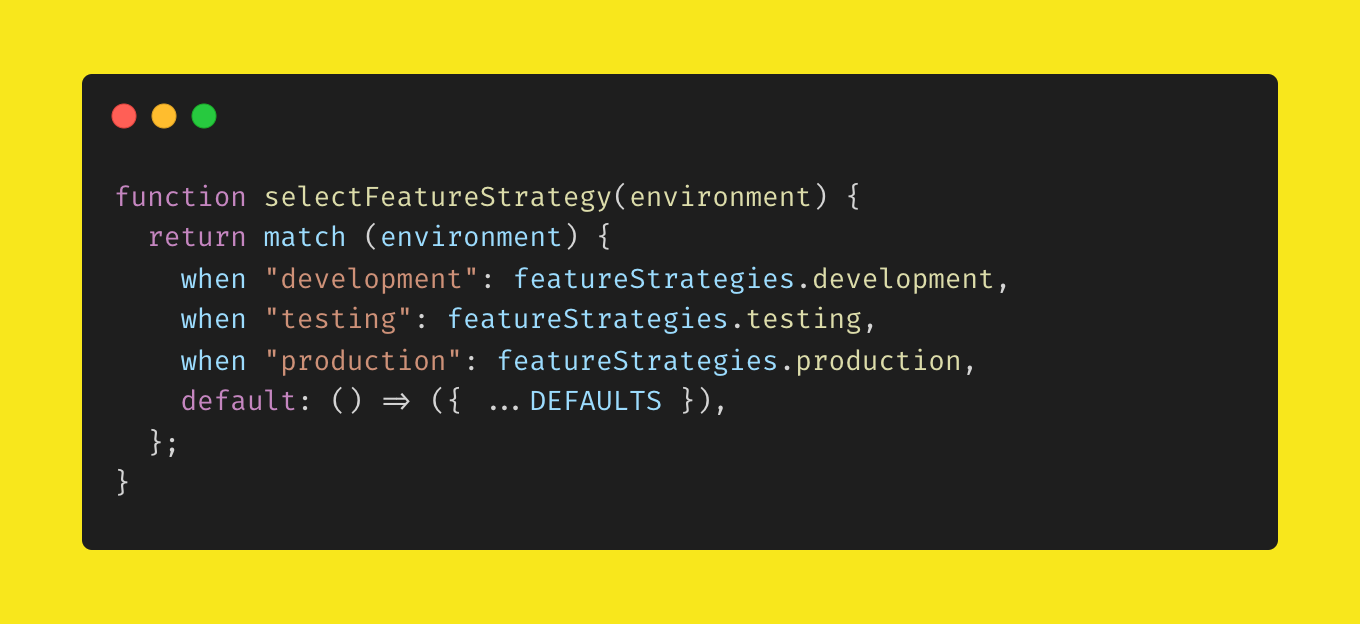 function selectFeatureStrategy(environment) {
  return match (environment) {
    when "development": featureStrategies.development,
    when "testing": featureStrategies.testing,
    when "production": featureStrategies.production,
    default: () => ({ ...DEFAULTS }),
  };
}